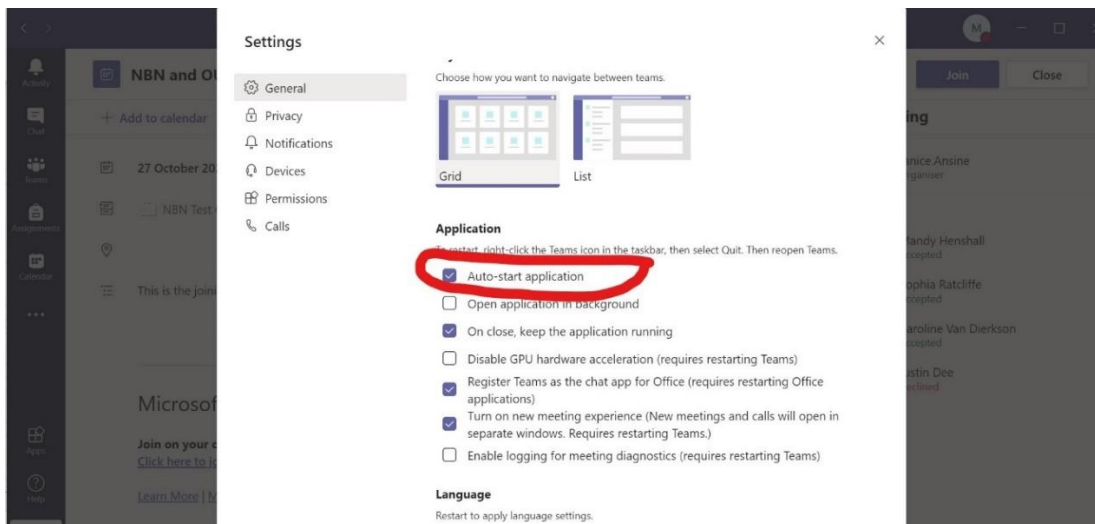 M
Settings
Activity
NBN and OU
Join
Close
Choose how you want to navigate between teams.
General
Add to calendar
Privacy
ing
Chat
Notifications
27 October 20
Grid
List
Devices
Teams
Permissions
NBN Test
Calls
Assignments
Application
To restart, right-click the Teams icon in the taskbar, then select Quit. Then reopen Teams.
Calendar
Auto-start application
This is the joini
Open application in background
On close, keep the application running
Disable GPU hardware acceleration (requires restarting Teams)
Register Teams as the chat app for Office (requires restarting Office
applications)
Turn on new meeting experience (New meetings and calls will open in
separate windows. Requires restarting Teams.)
Enable logging for meeting diagnostics (requires restarting Teams)
anice.Ansine
rganiser
andy Henshall
ccepted
ophia Ratcliffe
ccepted
aroline Van Dierkson
ccepted
ustin Dee
eclined
Microsof
Join on your c
Click here to jo
Learn More | M
Apps
Help
Language
Restart to apply language settings.